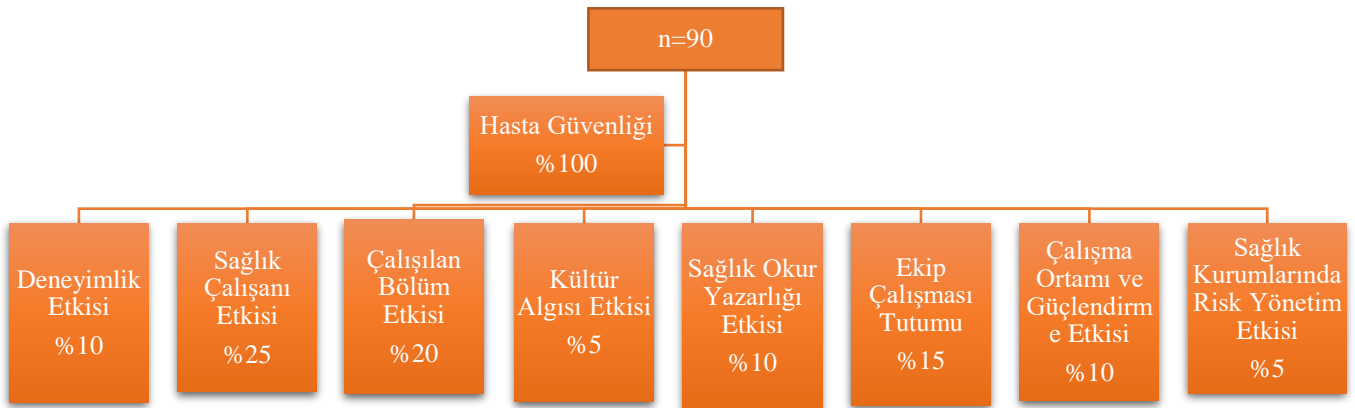 n=90
Hasta Güvenliği
%100
Deneyimlik
Etkisi
%10
Sağlık
Çalışanı
Etkisi
%25
Çalışılan
Bölüm
Etkisi
%20
Kültür
Algısı Etkisi
%5
Sağlık Okur
Yazarlığı
Etkisi
%10
Ekip
Çalışması
Tutumu
%15
Çalışma
Ortamı ve
Güçlendirm
e Etkisi
%10
Sağlık
Kurumlarında
Risk Yönetim
Etkisi
%5